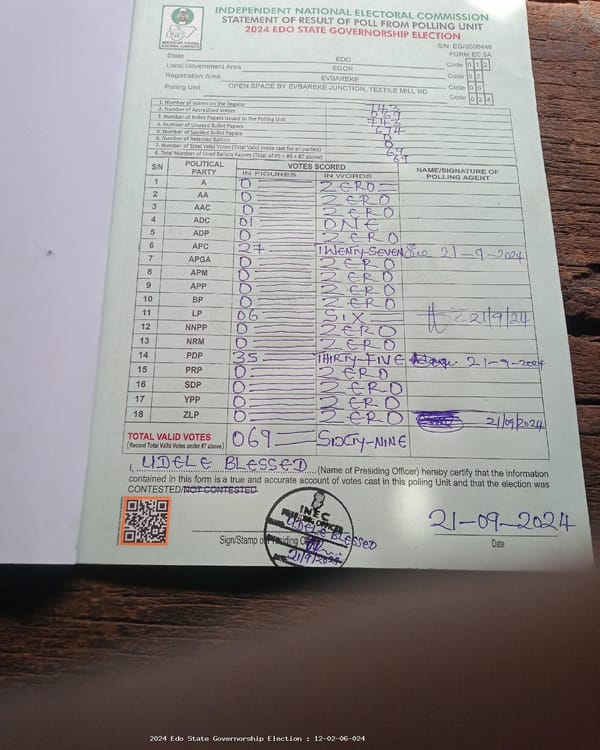 INDEPENDENT NATIONAL ELECTORAL COMMISSION
STATEMENT OF RESULT OF POLL FROM POLLING UNIT
2024 EDO STATE GOVERNORSHIP ELECTION
S/N: EG/0000446
FORM EC 8A
State EDO Code 0 1 2
Local Government Area EGOR Code 0 2
Registration Area EVBAREKE Code 0 6
Polling Unit OPEN SPACE BY EVBAREKE JUNCTION, TEXTILE MILL RD Code 0 2 4
1. Number of Voters on the Register 743
2. Number of Accredited Voters
3. Number of Ballot Papers Issued to the Polling Unit
4. Number of Unused Ballot Papers 674
5. Number of Spoiled Ballot Papers 0
6. Number of Rejected Ballots 0
7. Number of Total Valid Votes (Total Valid Votes cast for all parties) 69
8. Total Number of Used Ballots Papers (Total of #5 + #6 + #7 above) 69
S/N POLITICAL PARTY VOTES SCORED NAME/SIGNATURE OF POLLING AGENT
IN FIGURES IN WORDS
1 A 0 ZERO
2 AA 0 ZERO
3 AAC 0 ZERO
4 ADC 01 ONE
5 ADP 0 ZERO
6 APC 27 TWENTY-SEVEN 21-9-2024
7 APGA 0 ZERO
8 APM 0 ZERO
9 APP 0 ZERO
10 BP 0 ZERO
11 LP 06 SIX 21/9/24
12 NNPP 0 ZERO
13 NRM 0 ZERO
14 PDP 35 THIRTY-FIVE 21-9-2024
15 PRP 0 ZERO
16 SDP 0 ZERO
17 YPP 0 ZERO
18 ZLP 0 ZERO 21/09/2024
TOTAL VALID VOTES 069 SIXTY-NINE
(Record Total Valid Votes under #7 above)
I, UDELE BLESSED (Name of Presiding Officer) hereby certify that the information
contained in this form is a true and accurate account of votes cast in this polling Unit and that the election was
CONTESTED/NOT CONTESTED
INEC
PRESIDING OFFICER
UDELE BLESSED
21/9/2024
21-09-2024
Sign/Stamp of Presiding Officer
Date
2024 Edo State Governorship Election : 12-02-06-024